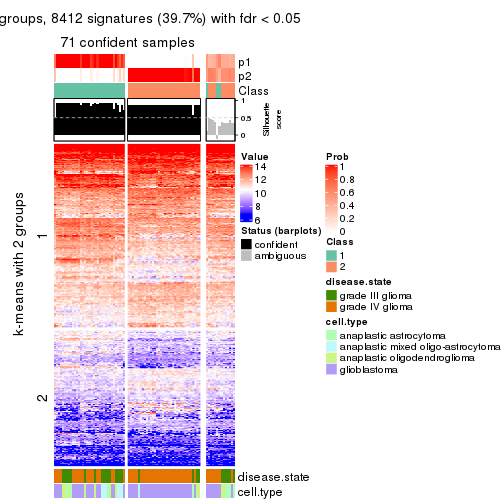 groups, 8412 signatures (39.7%) with fdr < 0.05
71 confident samples
p1
p2
Class
1
0.5
0
Silhouette
score
k-means with 2 groups
1
2
Value
14
12
10
8
6
Status (barplots)
confident
ambiguous
Prob
1
0.8
0.6
0.4
0.2
0
Class
1
2
disease.state
grade III glioma
grade IV glioma
cell.type
anaplastic astrocytoma
anaplastic mixed oligo-astrocytoma
anaplastic oligodendroglioma
glioblastoma
disease.state
cell.type